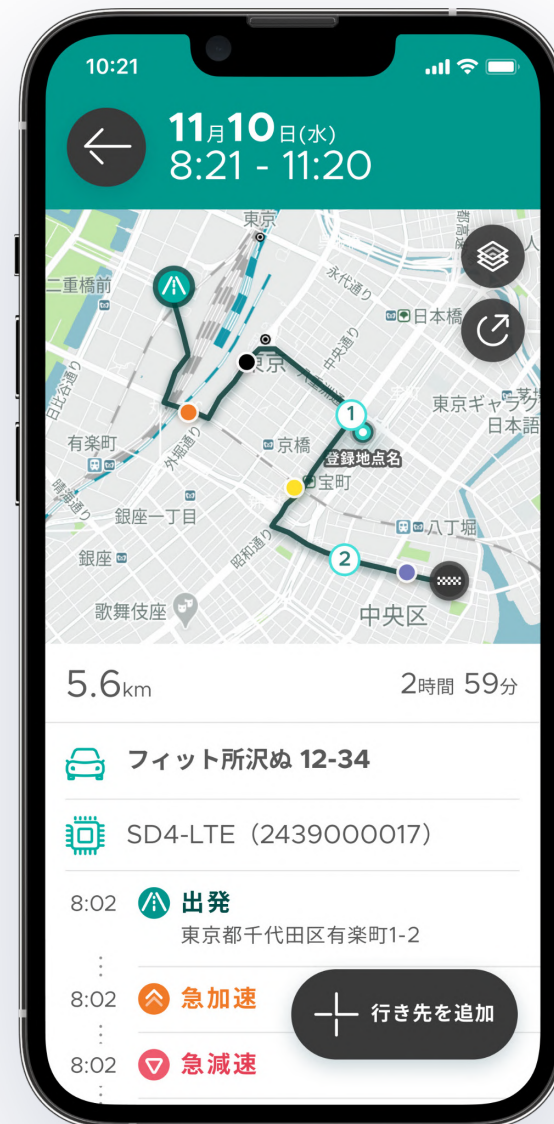 10:21
11月10日(水)
8:21 - 11:20
東京
二重橋前
永代通り
日本橋
中央通り
日比谷通り
東京
1
東京ギャラク
日本語
有楽町
外堀通り
京橋
登録地点名
宝町
晴海通り
銀座一丁目
昭和通り
八丁堀
銀座
2
歌舞伎座
中央区
5.6km
2時間 59分
フィット所沢ぬ 12-34
SD4-LTE（2439000017）
8:02 出発
東京都千代田区有楽町1-2
8:02 急加速
行き先を追加
8:02 急減速